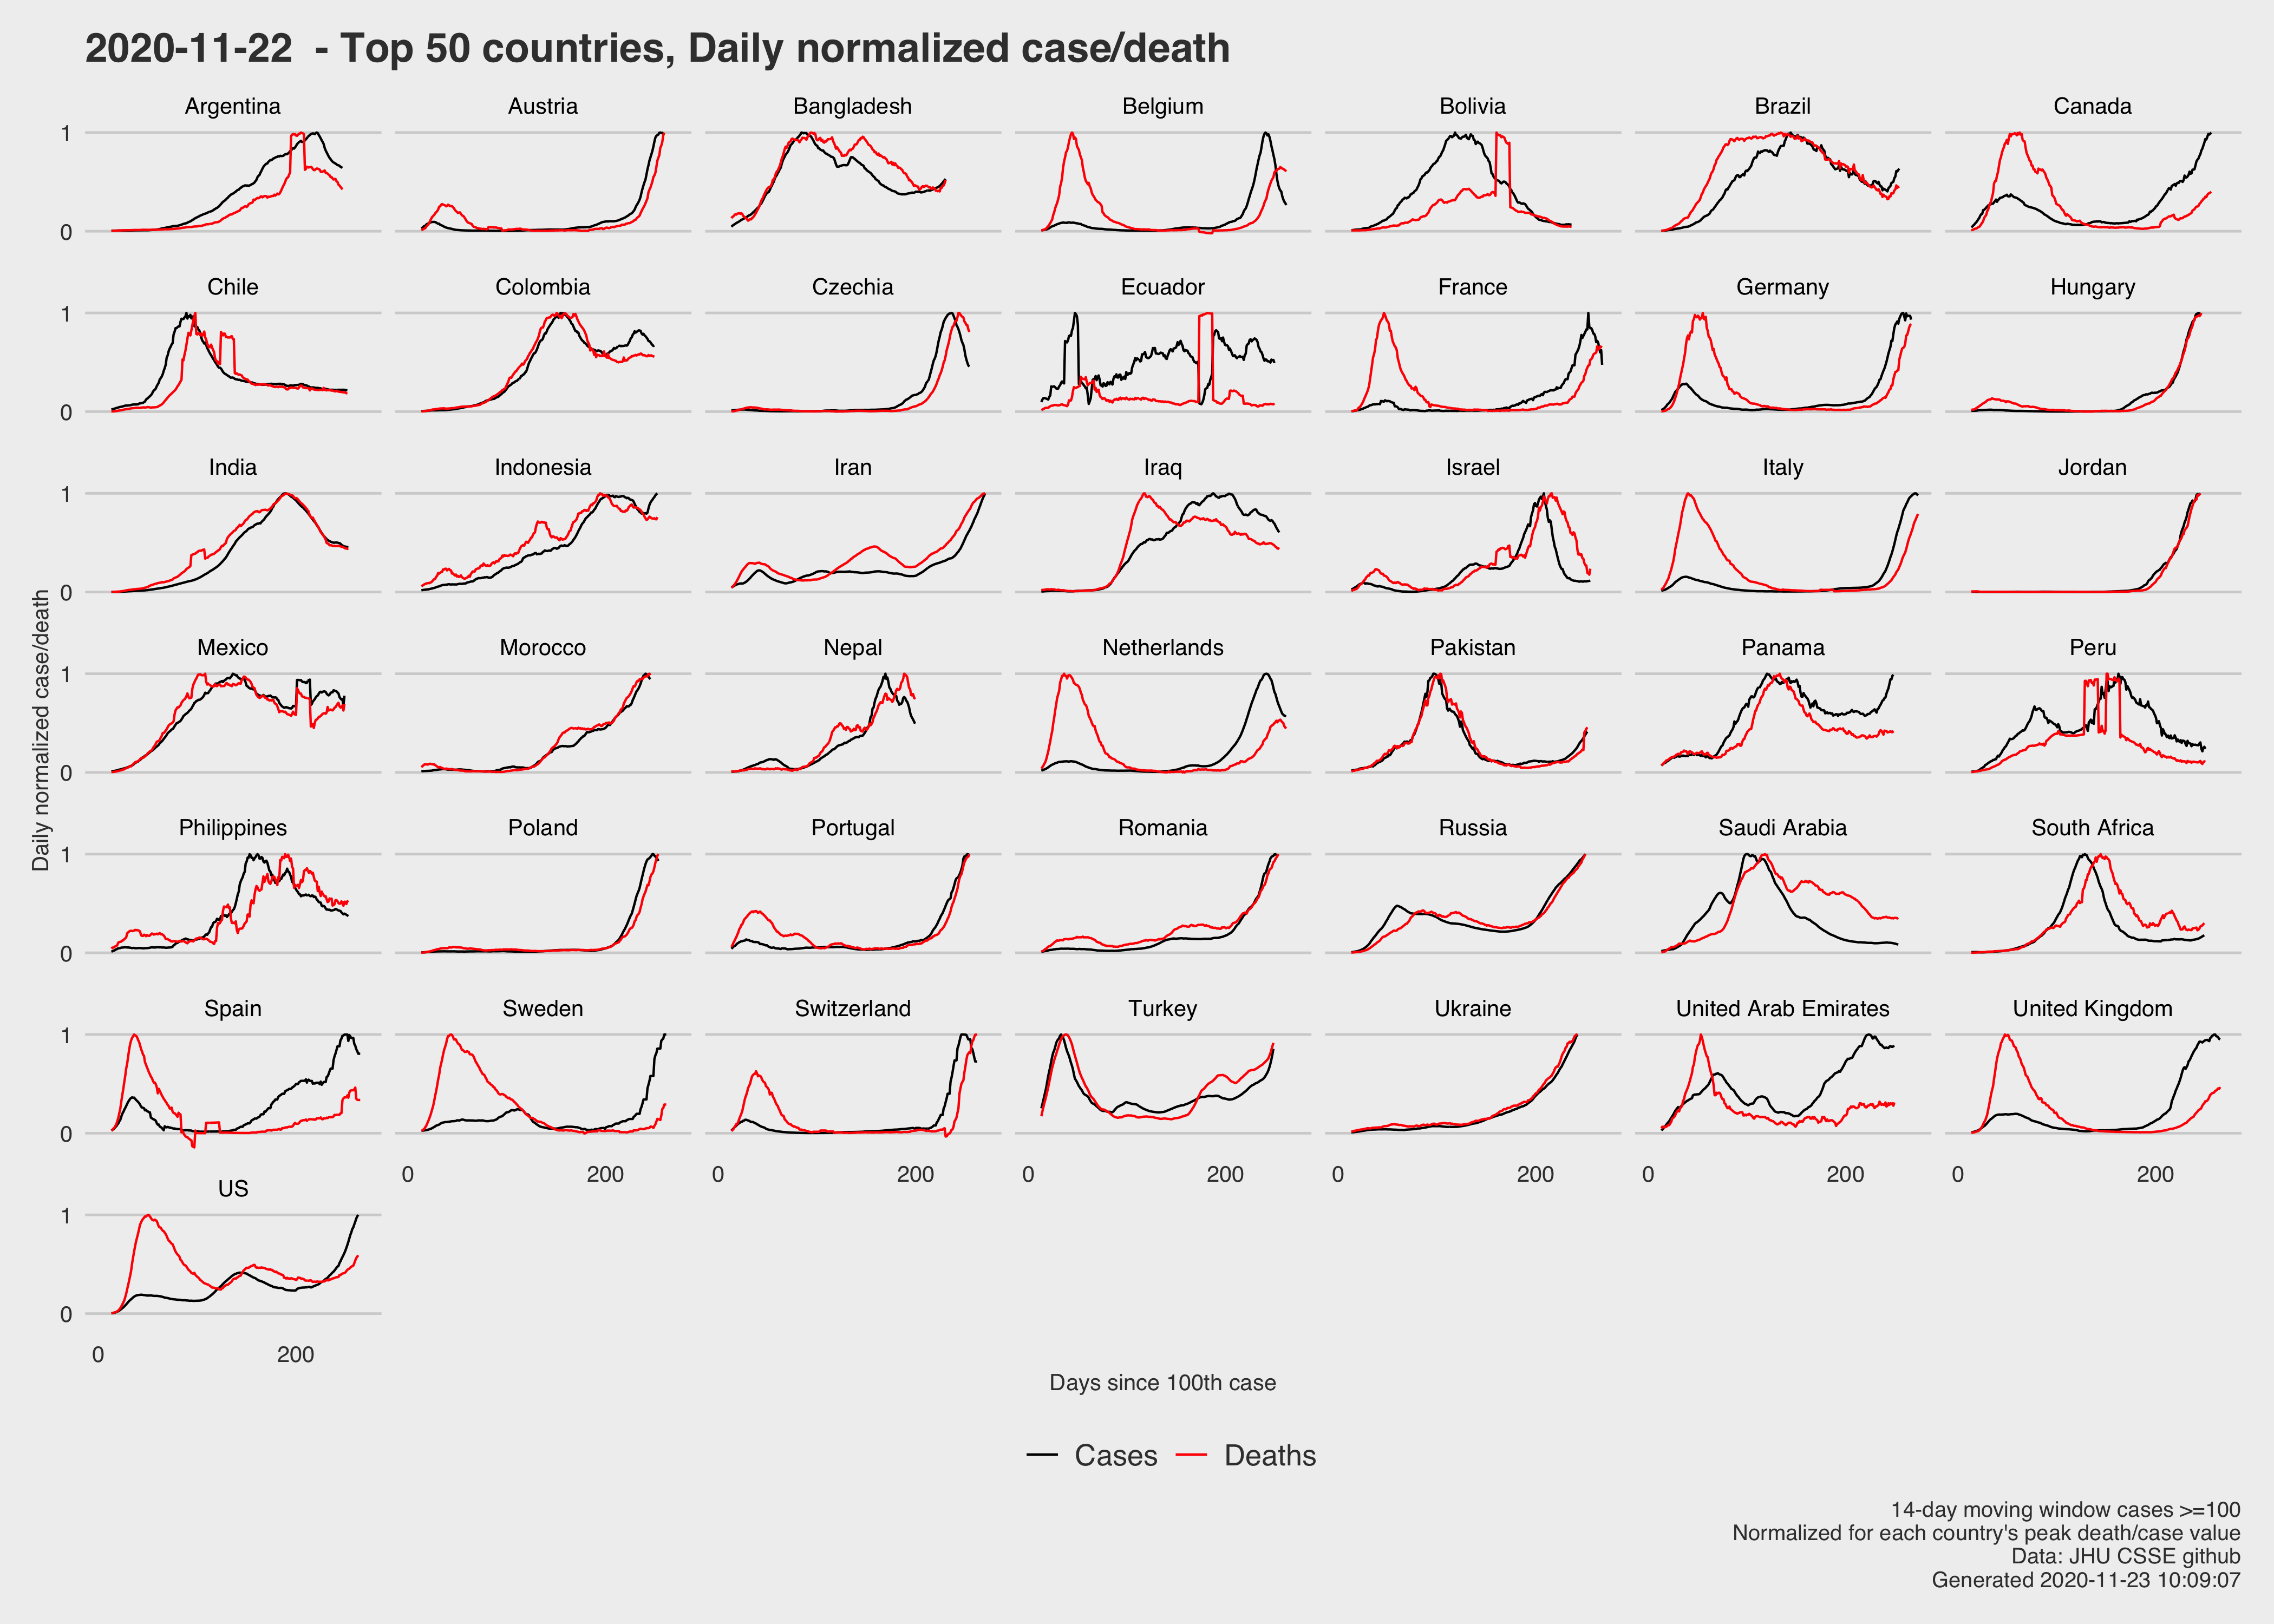 2020-11-22  - Top 50 countries, Daily normalized case/death
Argentina Austria Bangladesh Belgium Bolivia Brazil Canada
1
0
Chile Colombia Czechia Ecuador France Germany Hungary
1
0
India Indonesia Iran Iraq Israel Italy Jordan
1
0
Daily normalized case/death
Mexico Morocco Nepal Netherlands Pakistan Panama Peru
1
0
Philippines Poland Portugal Romania Russia Saudi Arabia South Africa
1
0
Spain Sweden Switzerland Turkey Ukraine United Arab Emirates United Kingdom
1
0
0 200 0 200 0 200 0 200 0 200 0 200
US
1
0
0 200
Days since 100th case
Cases Deaths
14-day moving window cases >=100
Normalized for each country's peak death/case value
Data: JHU CSSE github
Generated 2020-11-23 10:09:07